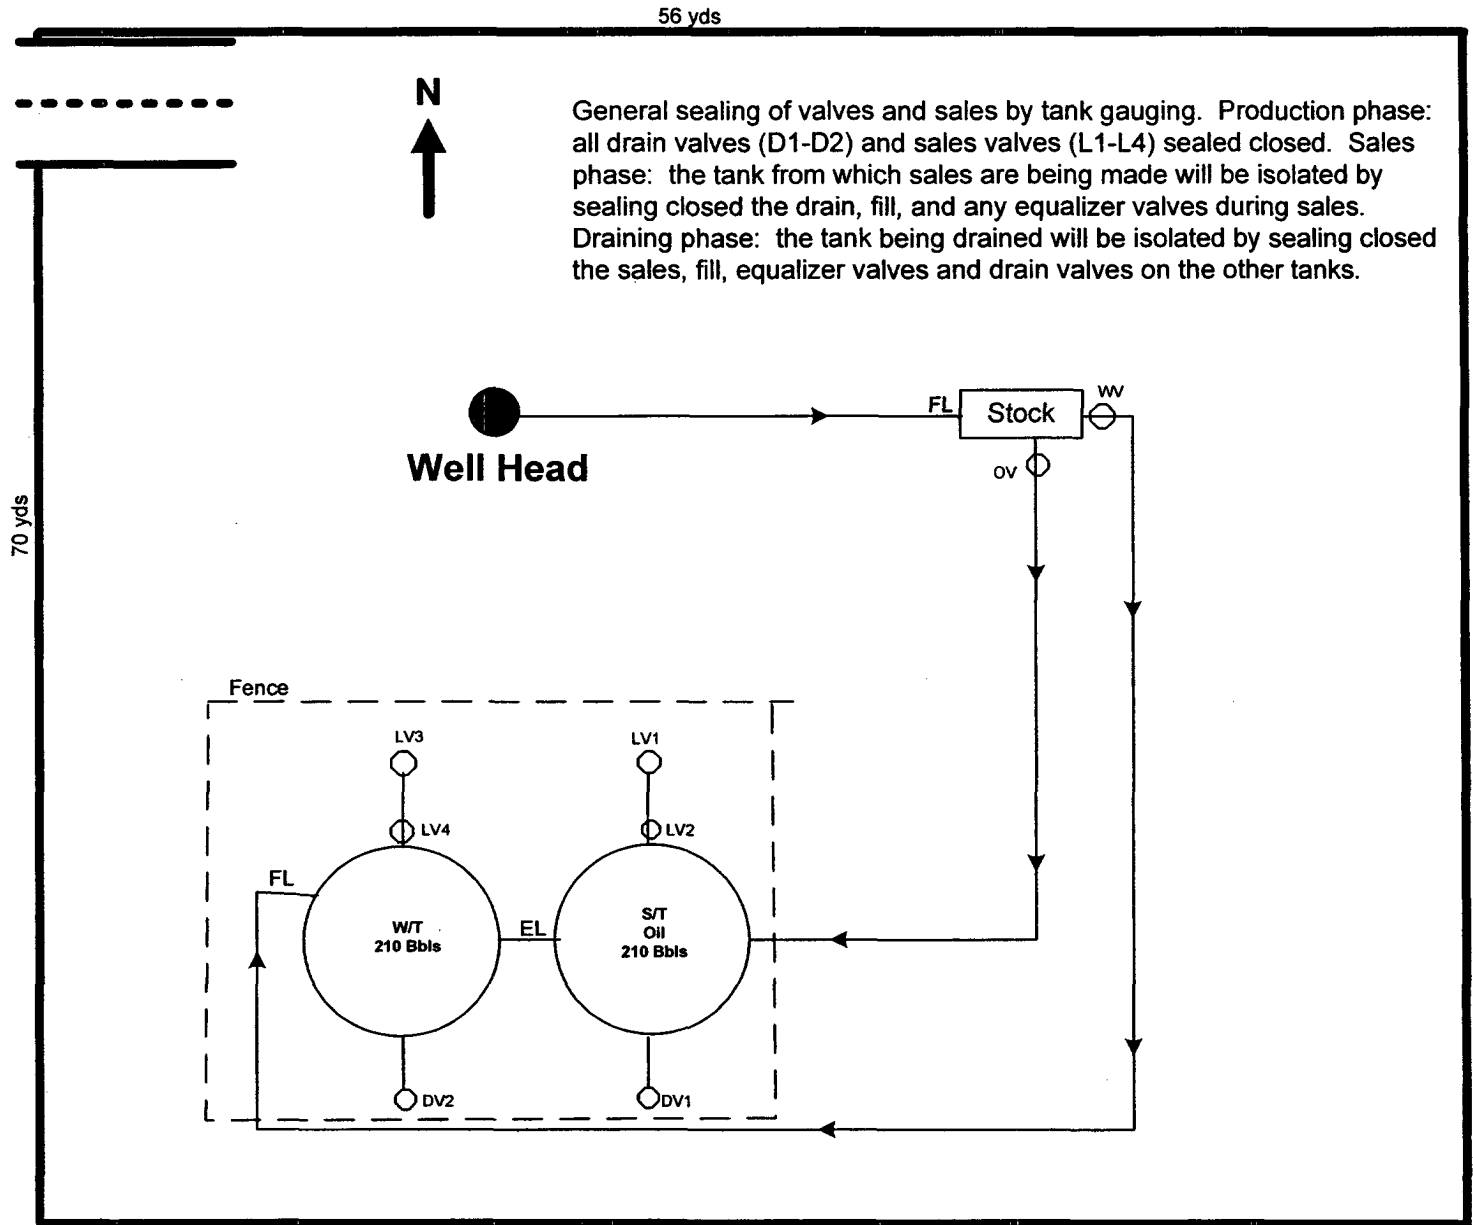 56 yds
N
General sealing of valves and sales by tank gauging. Production phase:
all drain valves (D1-D2) and sales valves (L1-L4) sealed closed. Sales
phase: the tank from which sales are being made will be isolated by
sealing closed the drain, fill, and any equalizer valves during sales.
Draining phase: the tank being drained will be isolated by sealing closed
the sales, fill, equalizer valves and drain valves on the other tanks.
WV
FL
Stock
Well Head
OV
70 yds
Fence
LV3
LV1
LV4
LV2
FL
W/T
210 Bbls
EL
S/T
Oil
210 Bbls
DV2
DV1